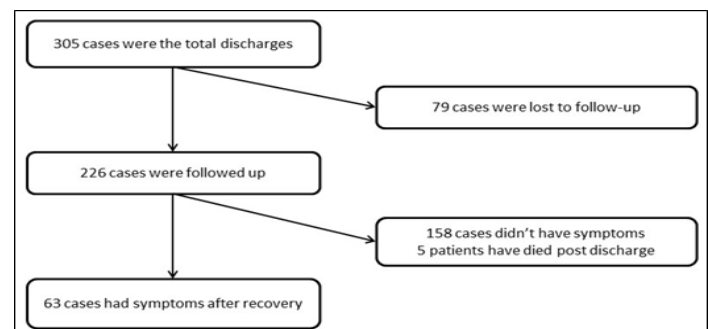 305 cases were the total discharges
79 cases were lost to follow-up
226 cases were followed up
158 cases didn't have symptoms
5 patients have died post discharge
63 cases had symptoms after recovery